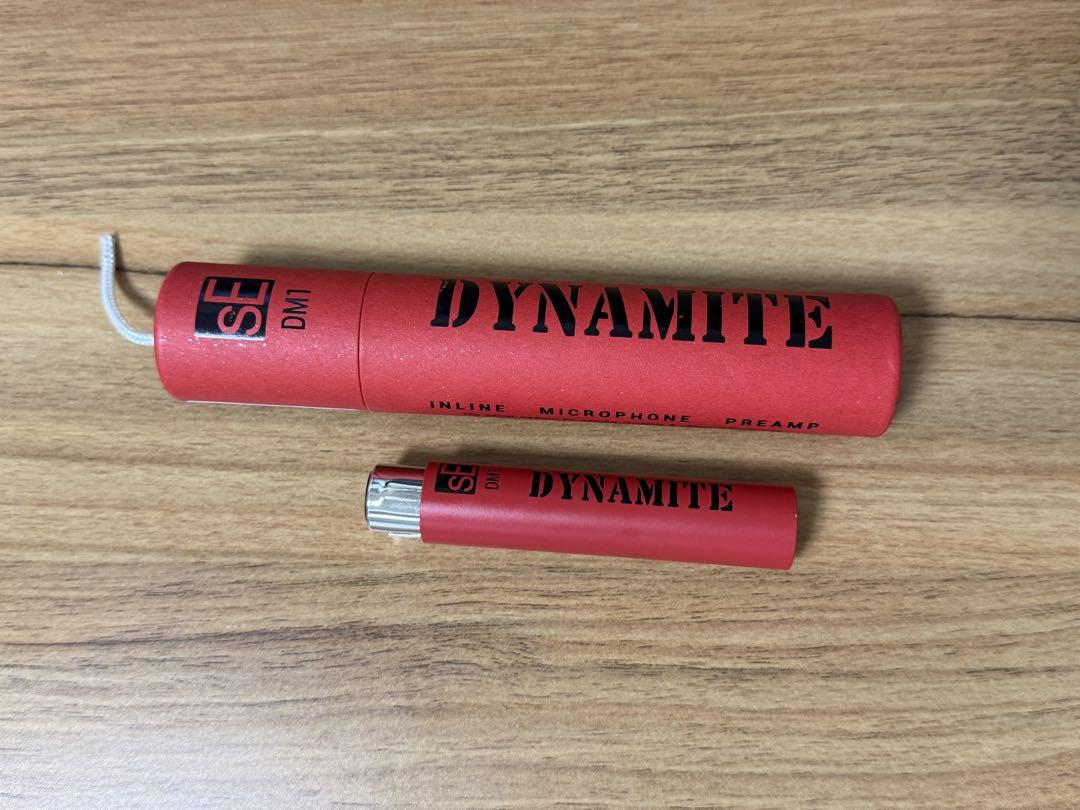 sE
DM1
DYNAMITE
INLINE MICROPHONE PREAMP
sE
DM1
DYNAMITE